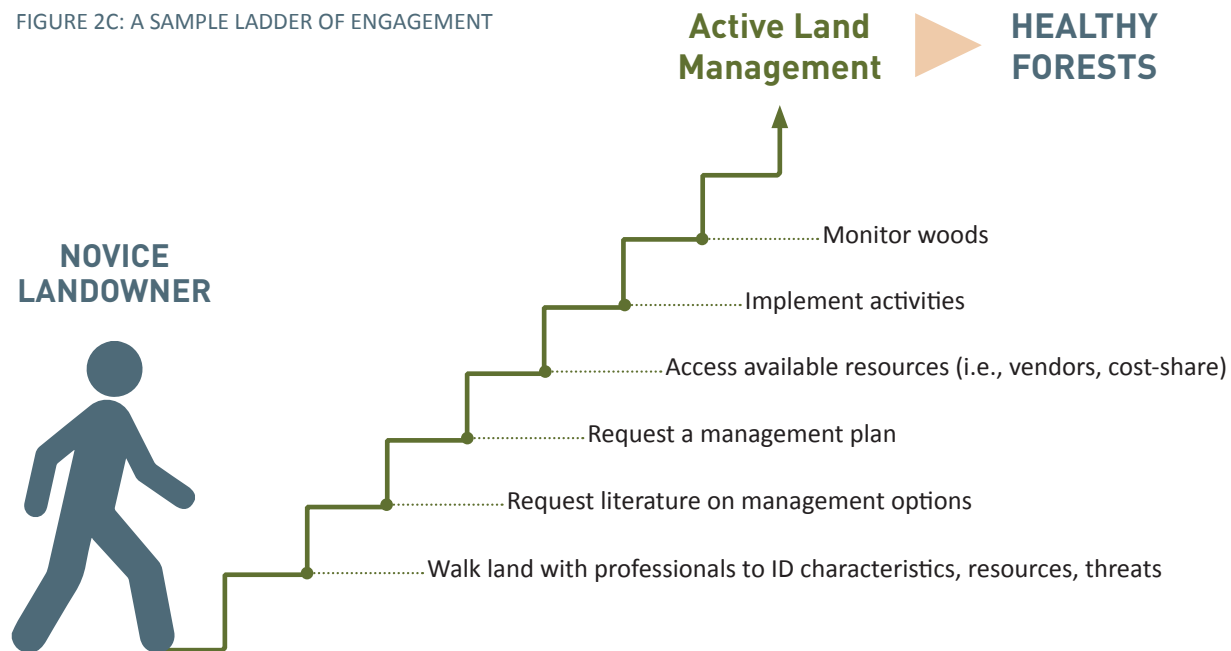 FIGURE 2C: A SAMPLE LADDER OF ENGAGEMENT
Active Land
Management
HEALTHY
FORESTS
NOVICE
LANDOWNER
Monitor woods
Implement activities
Access available resources (i.e., vendors, cost-share)
Request a management plan
Request literature on management options
Walk land with professionals to ID characteristics, resources, threats